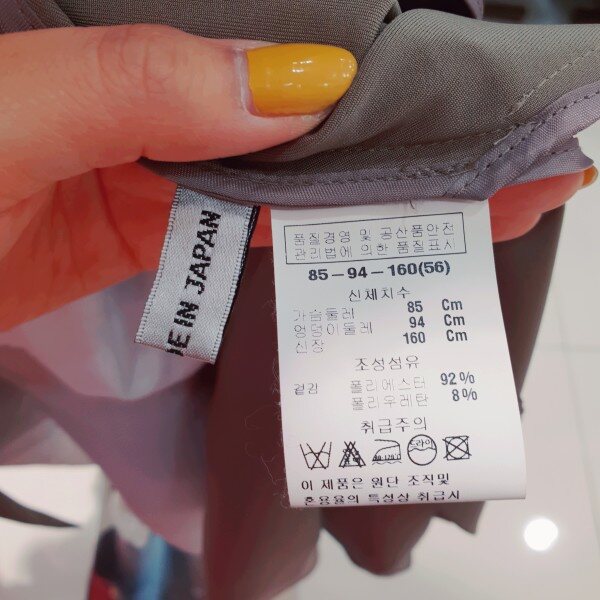 DE IN JAPAN
품질경영 및 공산품안전
관리법에 의한 품질표시
85-94-160(56)
신체치수
가슴둘레 85 Cm
엉덩이둘레 94 Cm
신장 160 Cm
조성섬유
겉감 폴리에스터 92%
폴리우레탄 8%
취급주의
드라이
이 제품은 원단 조직및
혼용율의 특성상 취급시